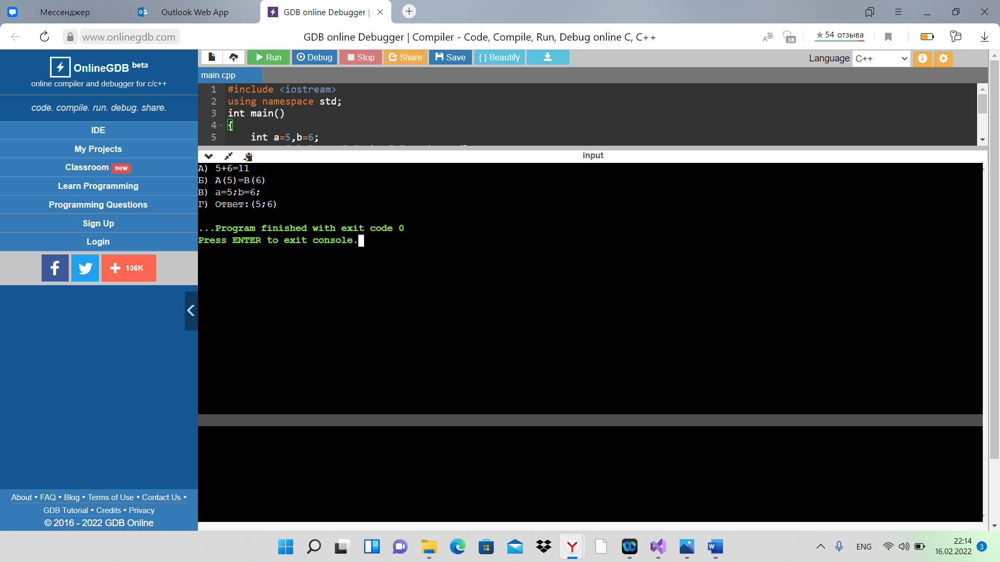 Мессенджер
Outlook Web App
GDB online Debugger |
www.onlinegdb.com
GDB online Debugger | Compiler - Code, Compile, Run, Debug online C, C++
38
★ 54 отзыва
OnlineGDB beta
online compiler and debugger for c/c++
code. compile. run. debug. share.
IDE
My Projects
Classroom new
Learn Programming
Programming Questions
Sign Up
Login
136K
About • FAQ • Blog • Terms of Use • Contact Us •
GDB Tutorial • Credits • Privacy
© 2016 - 2022 GDB Online
Run Debug Stop Share Save { } Beautify
Language C++
main.cpp
1 #include <iostream>
2 using namespace std;
3 int main()
4 {
5 int a=5,b=6;
input
А) 5+6=11
Б) A(5)=B(6)
В) a=5;b=6;
Г) Ответ:(5;6)
...Program finished with exit code 0
Press ENTER to exit console.
ENG
22:14
16.02.2022
3